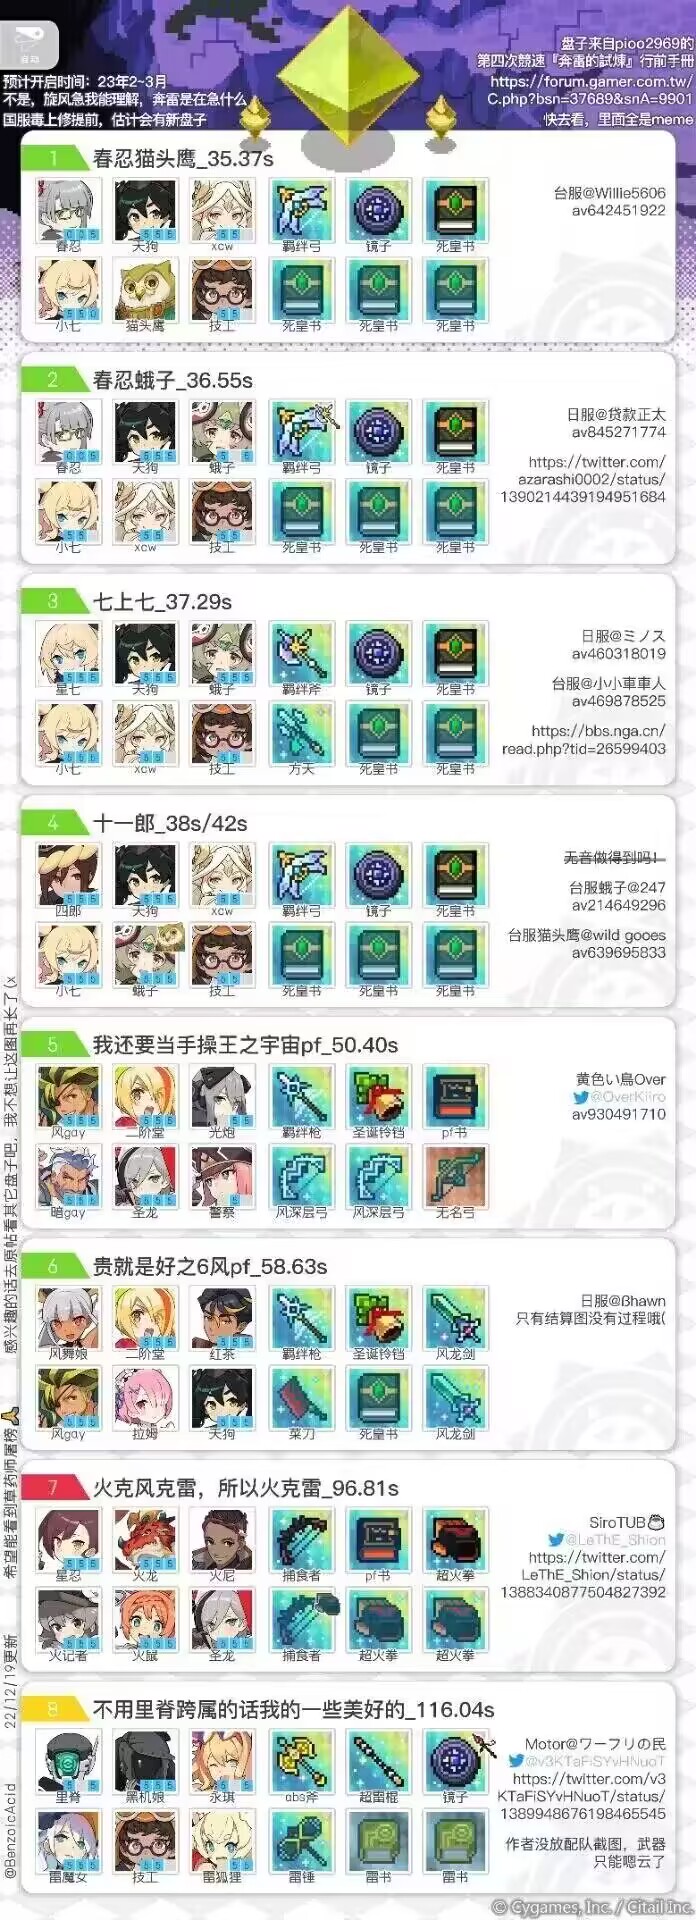 自动
预计开启时间：23年2~3月
不是，旋风急我能理解，奔雷是在急什么
国服毒上修提前，估计会有新盘子
盘子来自pioo2969的
第四次競速『奔雷的試煉』行前手冊
https://forum.gamer.com.tw/
C.php?bsn=37689&snA=9901
快去看，里面全是meme
1 春忍猫头鹰_35.37s
春忍 天狗 xcw 羁绊弓 镜子 死皇书
小七 猫头鹰 技工 死皇书 死皇书 死皇书
台服@Willie5606
av642451922
2 春忍蛾子_36.55s
春忍 天狗 蛾子 羁绊弓 镜子 死皇书
小七 xcw 技工 死皇书 死皇书 死皇书
日服@贷款正太
av845271774
https://twitter.com/
azarashi0002/status/
1390214439194951684
3 七上七_37.29s
星七 天狗 蛾子 羁绊斧 镜子 死皇书
小七 xcw 技工 方天 死皇书 死皇书
日服@ミノス
av460318019
台服@小小車車人
av469878525
https://bbs.nga.cn/
read.php?tid=26599403
4 十一郎_38s/42s
四郎 天狗 xcw 羁绊弓 镜子 死皇书
小七 蛾子 技工 死皇书 死皇书 死皇书
无音做得到吗！
台服蛾子@247
av214649296
台服猫头鹰@wild gooes
av639695833
5 我还要当手操王之宇宙pf_50.40s
风gay 二阶堂 光炮 羁绊枪 圣诞铃铛 pf书
暗gay 圣龙 警察 风深层弓 风深层弓 无名弓
黄色い鳥Over
@OverKiiro
av930491710
6 贵就是好之6风pf_58.63s
风舞娘 二阶堂 红茶 羁绊枪 圣诞铃铛 风龙剑
风gay 拉姆 天狗 菜刀 死皇书 风龙剑
日服@ßhawn
只有结算图没有过程哦(
7 火克风克雷，所以火克雷_96.81s
星忍 火龙 火尼 捕食者 pf书 超火拳
火记者 火鼠 圣龙 捕食者 超火拳 超火拳
SiroTUB
@LeThE_Shion
https://twitter.com/
LeThE_Shion/status/
1388340877504827392
8 不用里脊跨属的话我的一些美好的_116.04s
里脊 黑机娘 永琪 abs斧 超雷棍 镜子
雷魔女 技工 雷狐狸 雷锤 雷书 雷书
Motor@ワーフリの民
@v3KTaFiSYvHNuoT
https://twitter.com/v3
KTaFiSYvHNuoT/status/
1389948676198465545
作者没放配队截图，武器
只能嗯云了
@BenzoicAcid 22/12/19更新 希望能看到草药师屠榜 感兴趣的话去原帖看其它盘子吧，我不想让这图再长了(x
© Cygames, Inc. / Citail Inc.